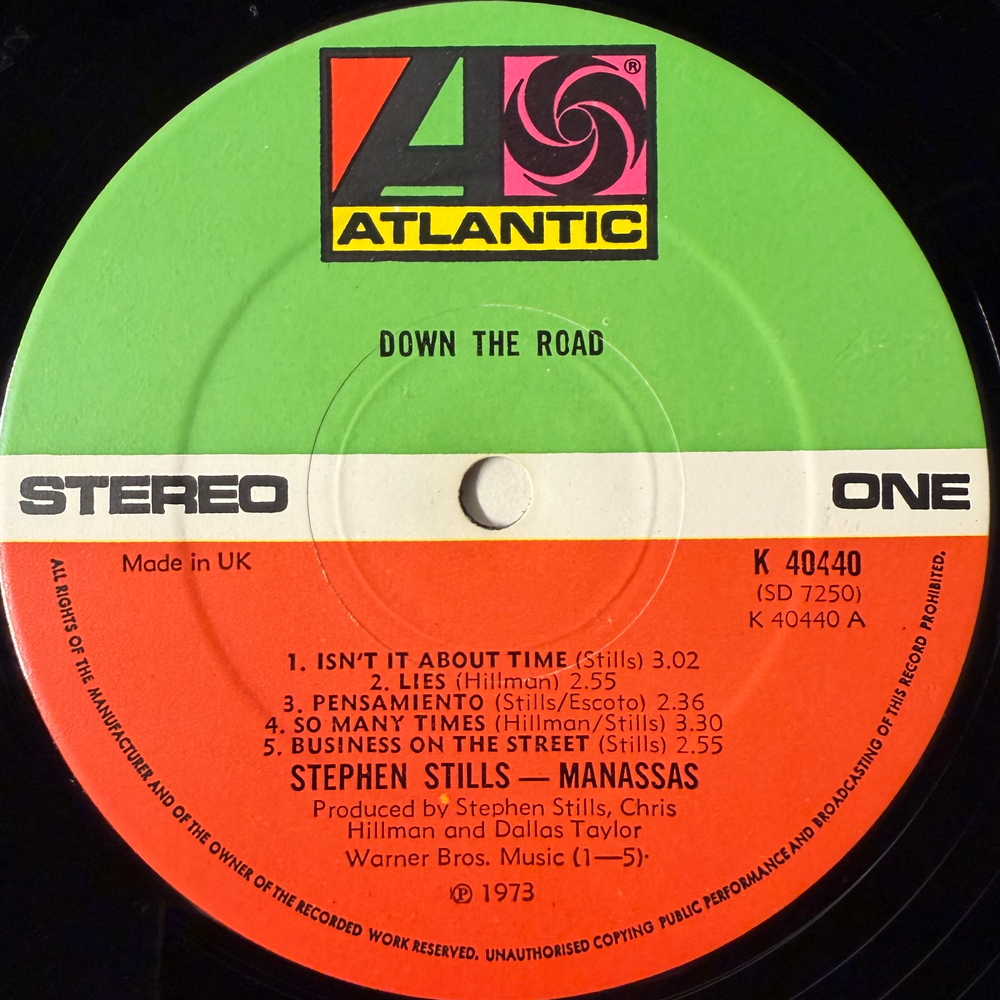 ®
ATLANTIC
DOWN THE ROAD
STEREO
ONE
Made in UK
K 40440
(SD 7250)
K 40440 A
1. ISN'T IT ABOUT TIME (Stills) 3.02
2. LIES (Hillman) 2.55
3. PENSAMIENTO (Stills/Escoto) 2.36
4. SO MANY TIMES (Hillman/Stills) 3.30
5. BUSINESS ON THE STREET (Stills) 2.55
STEPHEN STILLS — MANASSAS
Produced by Stephen Stills, Chris
Hillman and Dallas Taylor
Warner Bros. Music (1—5)·
℗ 1973
ALL RIGHTS OF THE MANUFACTURER AND OF THE OWNER OF THE RECORDED WORK RESERVED. UNAUTHORISED COPYING PUBLIC PERFORMANCE AND BROADCASTING OF THIS RECORD PROHIBITED.